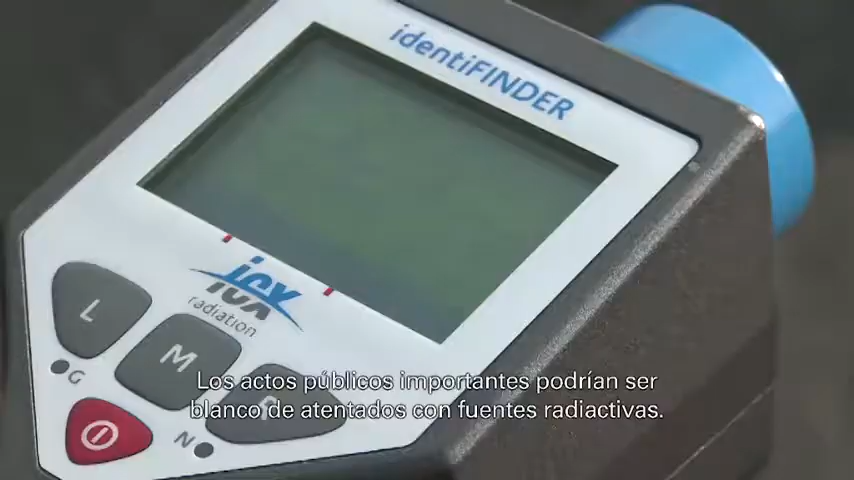 identiFINDER
icx
radiation
L
M
R
G
N
Los actos públicos importantes podrían ser
blanco de atentados con fuentes radiactivas.